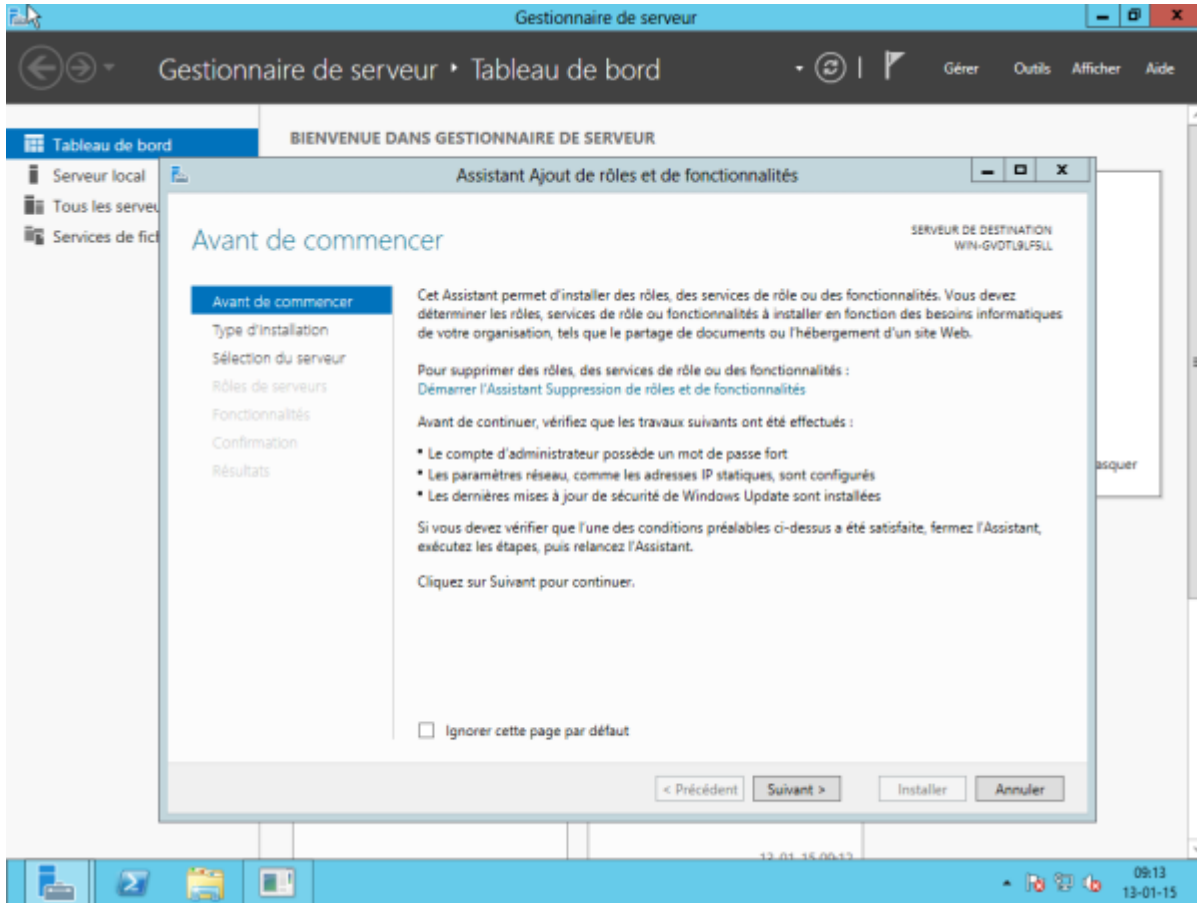 Gestionnaire de serveur
Gestionnaire de serveur • Tableau de bord
Gérer Outils Afficher Aide
Tableau de bord
Serveur local
Tous les serveu
Services de fich
BIENVENUE DANS GESTIONNAIRE DE SERVEUR
Assistant Ajout de rôles et de fonctionnalités
Avant de commencer
SERVEUR DE DESTINATION
WIN-GVDTL9LF5LL
Avant de commencer
Type d'installation
Sélection du serveur
Rôles de serveurs
Fonctionnalités
Confirmation
Résultats
Cet Assistant permet d'installer des rôles, des services de rôle ou des fonctionnalités. Vous devez
déterminer les rôles, services de rôle ou fonctionnalités à installer en fonction des besoins informatiques
de votre organisation, tels que le partage de documents ou l'hébergement d'un site Web.
Pour supprimer des rôles, des services de rôle ou des fonctionnalités :
Démarrer l'Assistant Suppression de rôles et de fonctionnalités
Avant de continuer, vérifiez que les travaux suivants ont été effectués :
• Le compte d'administrateur possède un mot de passe fort
• Les paramètres réseau, comme les adresses IP statiques, sont configurés
• Les dernières mises à jour de sécurité de Windows Update sont installées
Si vous devez vérifier que l'une des conditions préalables ci-dessus a été satisfaite, fermez l'Assistant,
exécutez les étapes, puis relancez l'Assistant.
Cliquez sur Suivant pour continuer.
Ignorer cette page par défaut
< Précédent Suivant > Installer Annuler
asquer
13-01-15 09:13
09:13
13-01-15